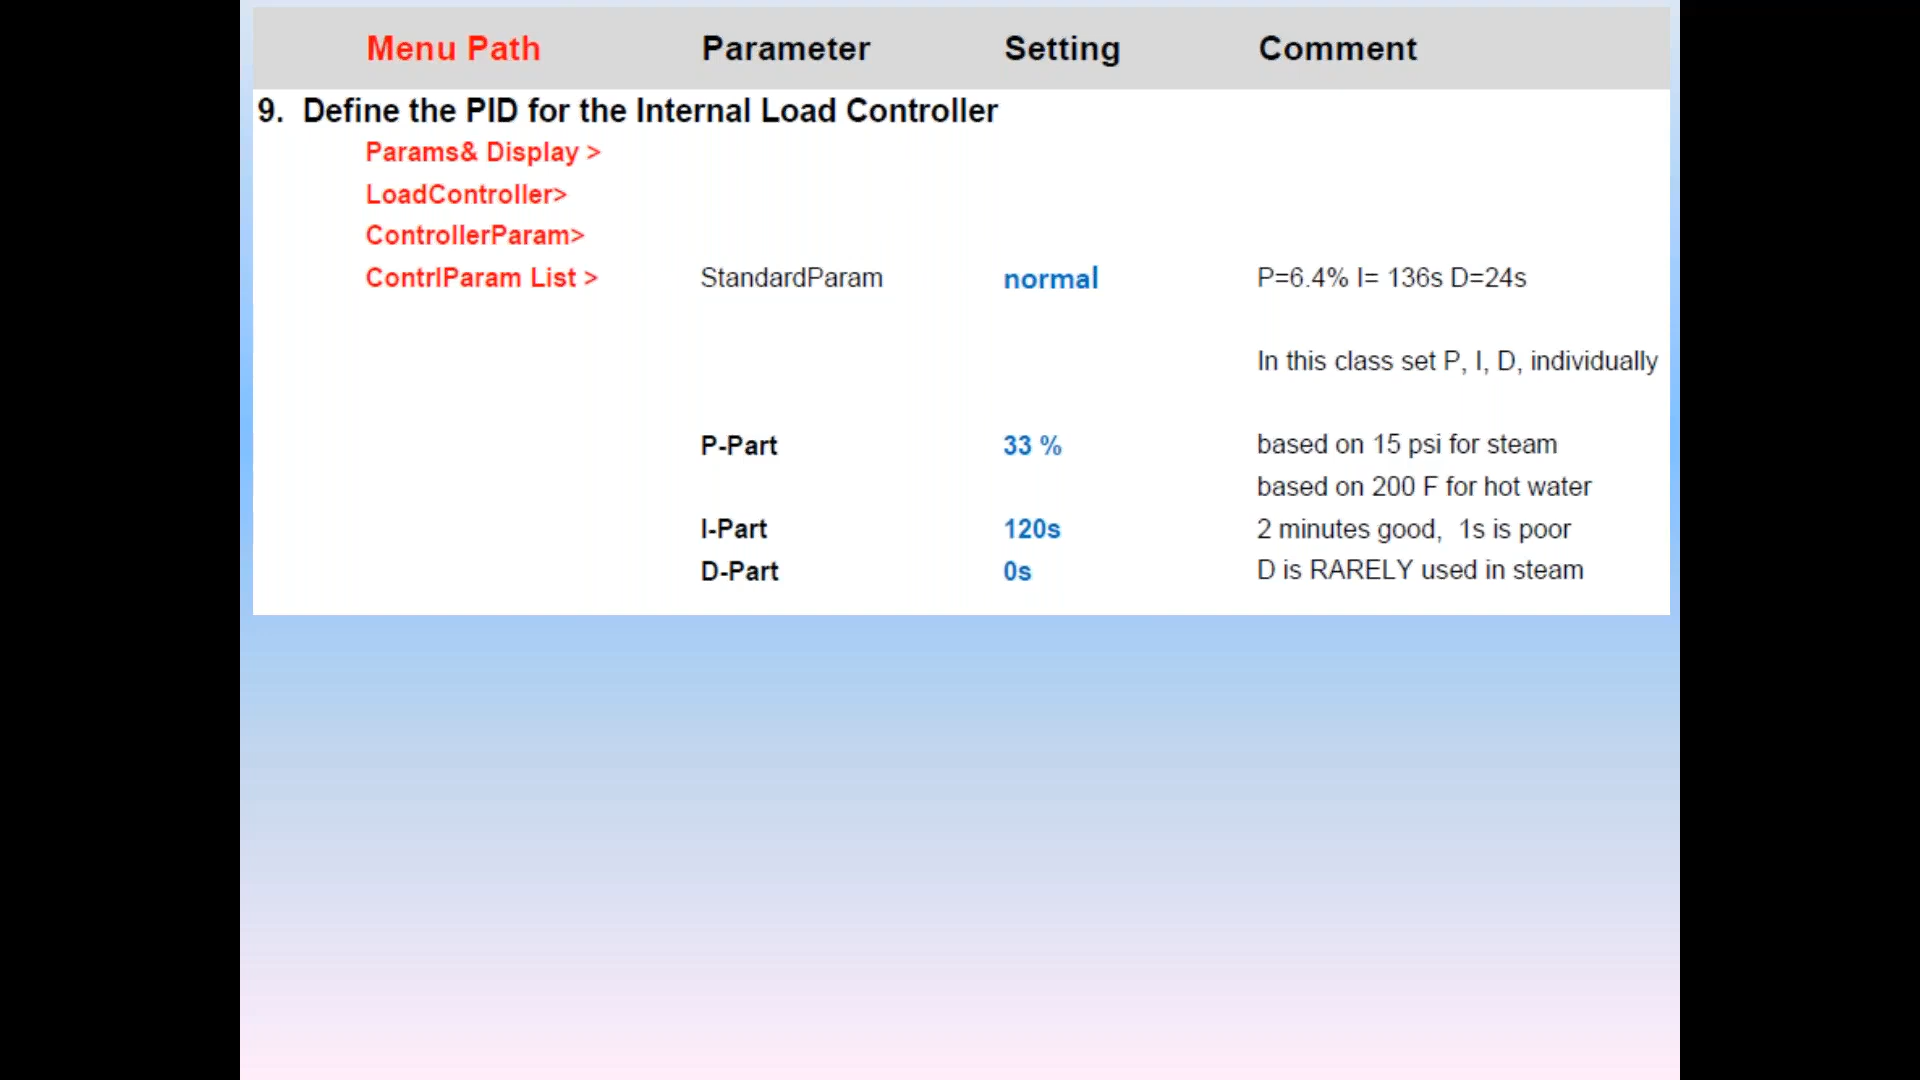 Menu Path Parameter Setting Comment
9. Define the PID for the Internal Load Controller
Params& Display >
LoadController>
ControllerParam>
ContrlParam List > StandardParam normal P=6.4% I= 136s D=24s
In this class set P, I, D, individually
P-Part 33 % based on 15 psi for steam
based on 200 F for hot water
I-Part 120s 2 minutes good, 1s is poor
D-Part 0s D is RARELY used in steam